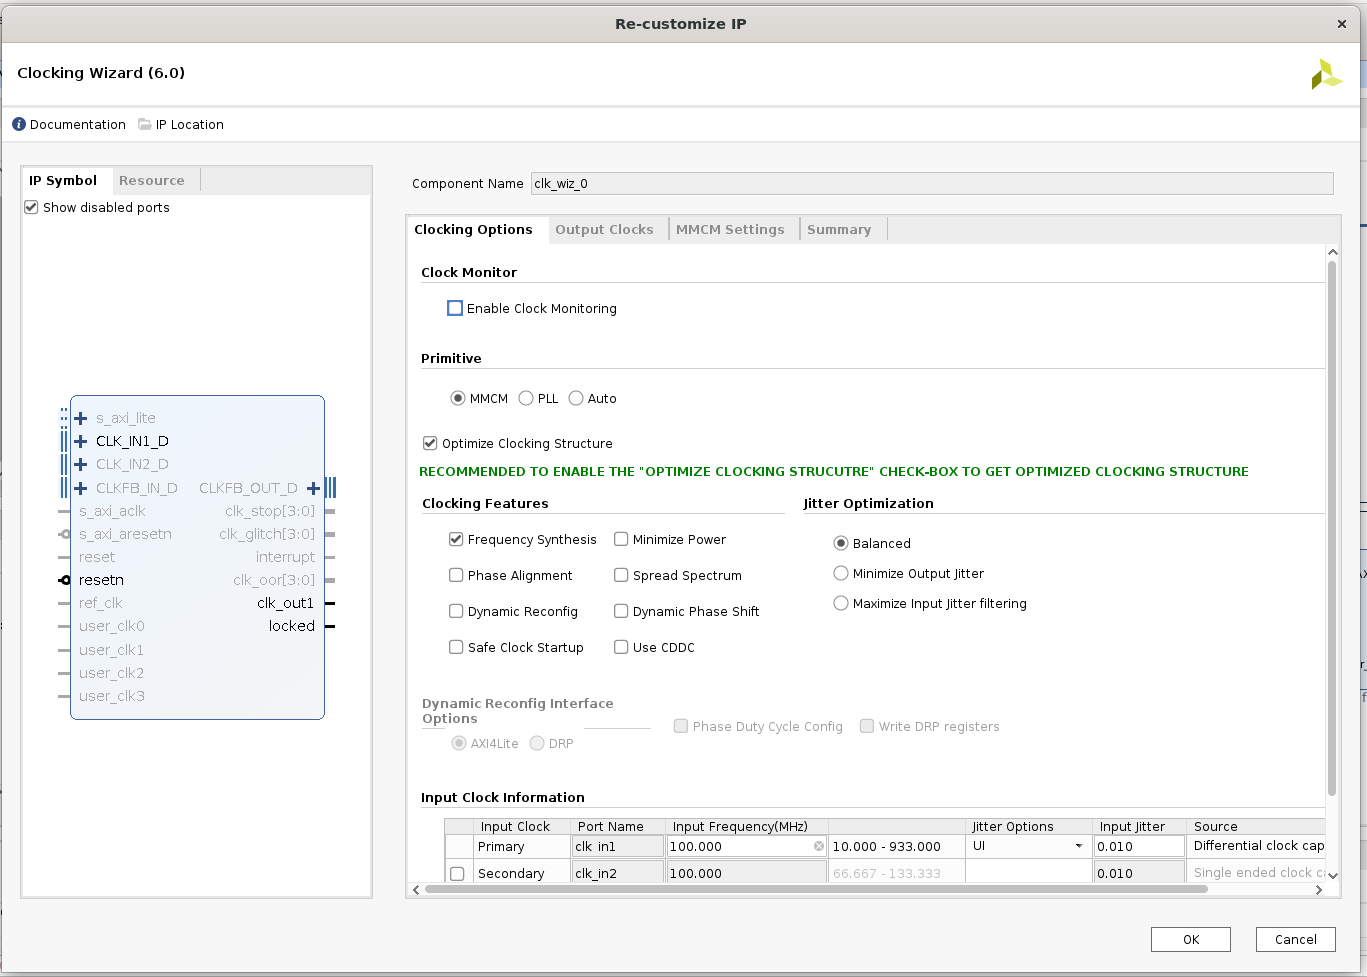 Re-customize IP
Clocking Wizard (6.0)
Documentation IP Location
IP Symbol Resource
Show disabled ports
s_axi_lite
CLK_IN1_D
CLK_IN2_D
CLKFB_IN_D CLKFB_OUT_D
s_axi_aclk clk_stop[3:0]
s_axi_aresetn clk_glitch[3:0]
reset interrupt
resetn clk_oor[3:0]
ref_clk clk_out1
user_clk0 locked
user_clk1
user_clk2
user_clk3
Component Name clk_wiz_0
Clocking Options Output Clocks MMCM Settings Summary
Clock Monitor
Enable Clock Monitoring
Primitive
MMCM PLL Auto
Optimize Clocking Structure
RECOMMENDED TO ENABLE THE "OPTIMIZE CLOCKING STRUCUTRE" CHECK-BOX TO GET OPTIMIZED CLOCKING STRUCTURE
Clocking Features Jitter Optimization
Frequency Synthesis Minimize Power Balanced
Phase Alignment Spread Spectrum Minimize Output Jitter
Dynamic Reconfig Dynamic Phase Shift Maximize Input Jitter filtering
Safe Clock Startup Use CDDC
Dynamic Reconfig Interface
Options
Phase Duty Cycle Config Write DRP registers
AXI4Lite DRP
Input Clock Information
Input Clock Port Name Input Frequency(MHz) Jitter Options Input Jitter Source
Primary clk_in1 100.000 10.000 - 933.000 UI 0.010 Differential clock cap
Secondary clk_in2 100.000 66.667 - 133.333 0.010 Single ended clock c
OK Cancel